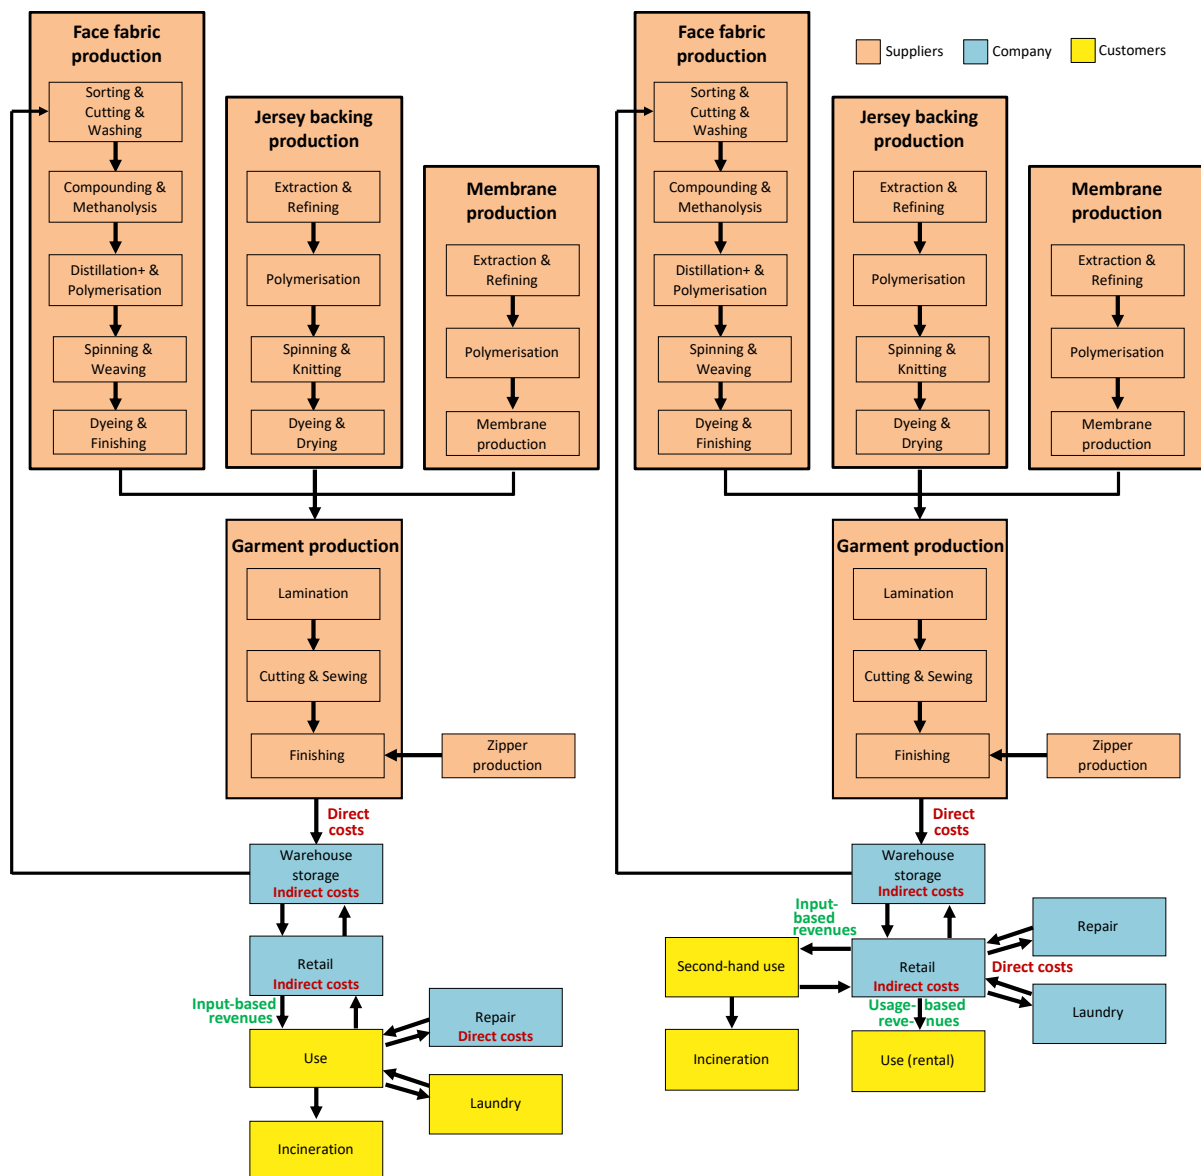 Face fabric
production
Sorting &
Cutting &
Washing
Compounding &
Methanolysis
Distillation+ &
Polymerisation
Spinning &
Weaving
Dyeing &
Finishing
Jersey backing
production
Extraction &
Refining
Polymerisation
Spinning &
Knitting
Dyeing &
Drying
Membrane
production
Extraction &
Refining
Polymerisation
Membrane
production
Garment production
Lamination
Cutting & Sewing
Finishing
Zipper
production
Direct
costs
Warehouse
storage
Indirect costs
Retail
Indirect costs
Input-based
revenues
Repair
Direct costs
Use
Laundry
Incineration
Suppliers
Company
Customers
Face fabric
production
Sorting &
Cutting &
Washing
Compounding &
Methanolysis
Distillation+ &
Polymerisation
Spinning &
Weaving
Dyeing &
Finishing
Jersey backing
production
Extraction &
Refining
Polymerisation
Spinning &
Knitting
Dyeing &
Drying
Membrane
production
Extraction &
Refining
Polymerisation
Membrane
production
Garment production
Lamination
Cutting & Sewing
Finishing
Zipper
production
Direct
costs
Warehouse
storage
Indirect costs
Input-
based
revenues
Repair
Second-hand use
Retail
Indirect costs
Direct costs
Usage-based
reve-nues
Laundry
Incineration
Use (rental)